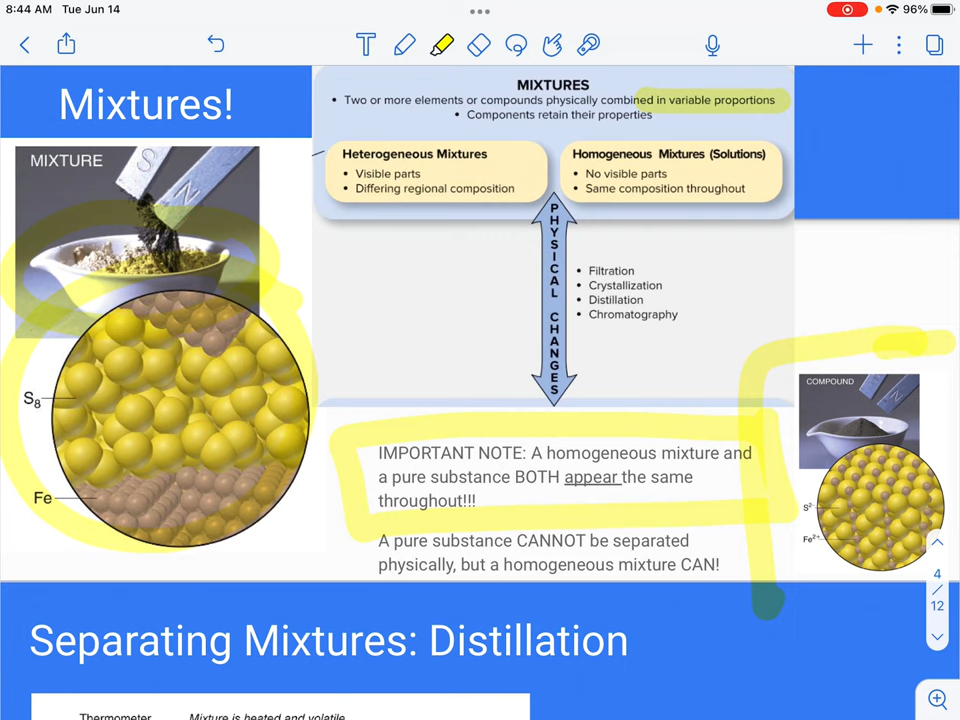 8:44 AM Tue Jun 14
96%
T
Mixtures!
MIXTURES
• Two or more elements or compounds physically combined in variable proportions
• Components retain their properties
Heterogeneous Mixtures
• Visible parts
• Differing regional composition
Homogeneous Mixtures (Solutions)
• No visible parts
• Same composition throughout
PHYSICAL CHANGES
• Filtration
• Crystallization
• Distillation
• Chromatography
MIXTURE
S
N
S8
Fe
IMPORTANT NOTE: A homogeneous mixture and
a pure substance BOTH appear the same
throughout!!!
A pure substance CANNOT be separated
physically, but a homogeneous mixture CAN!
COMPOUND
N
S2-
Fe2+
4
/
12
Separating Mixtures: Distillation
Thermometer
Mixture is heated and volatile